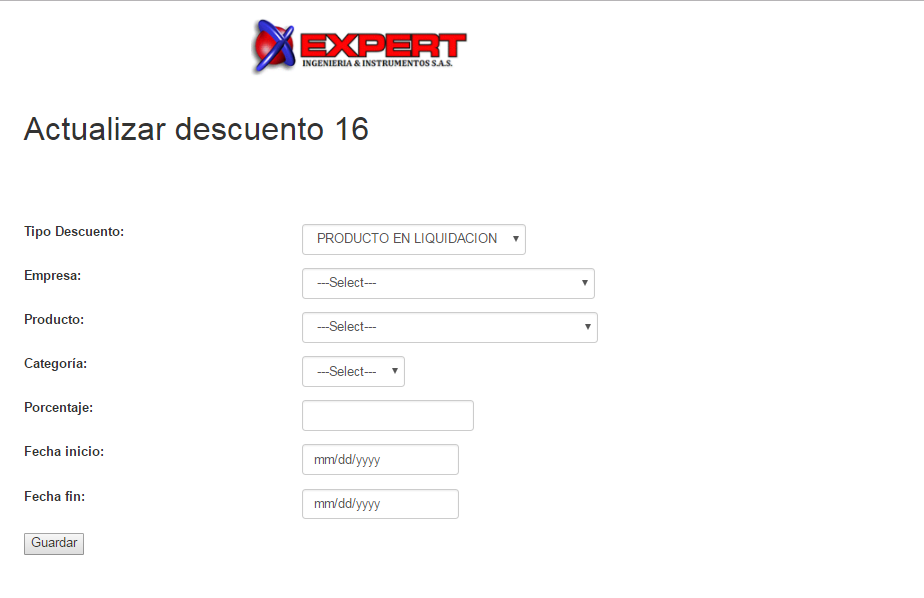 EXPERT
INGENIERIA & INSTRUMENTOS S.A.S.
Actualizar descuento 16
Tipo Descuento:
PRODUCTO EN LIQUIDACION
Empresa:
---Select---
Producto:
---Select---
Categoría:
---Select---
Porcentaje:
Fecha inicio:
mm/dd/yyyy
Fecha fin:
mm/dd/yyyy
Guardar